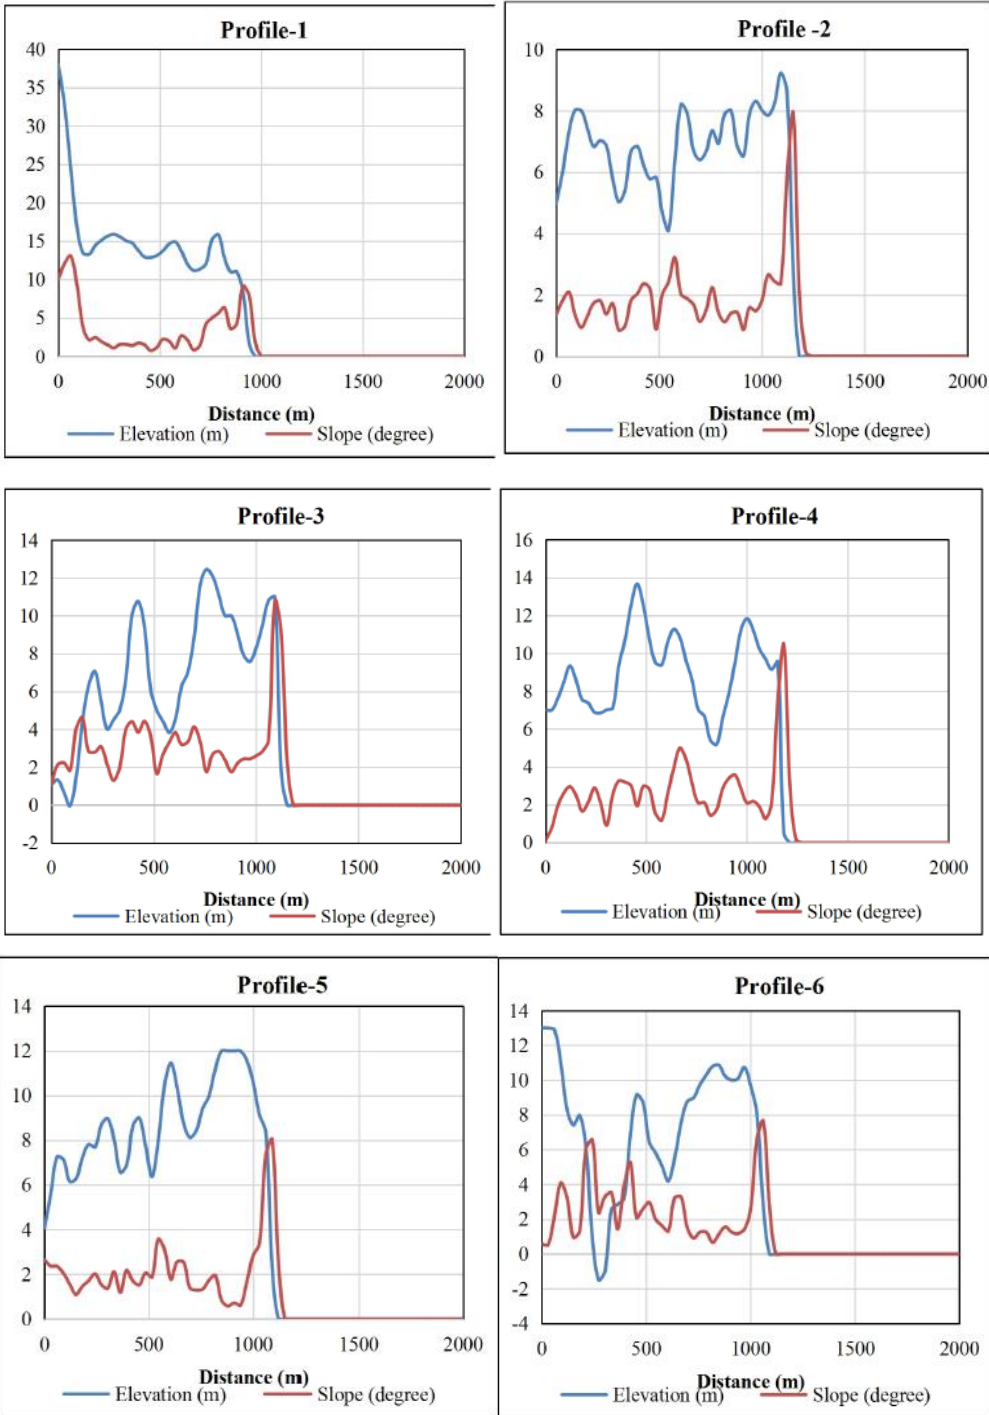 Profile-1
40
35
30
25
20
15
10
5
0
0 500 1000 1500 2000
Distance (m)
Elevation (m) Slope (degree)
Profile -2
10
8
6
4
2
0
0 500 1000 1500 2000
Distance (m)
Elevation (m) Slope (degree)
Profile-3
14
12
10
8
6
4
2
0
-2
0 500 1000 1500 2000
Distance (m)
Elevation (m) Slope (degree)
Profile-4
16
14
12
10
8
6
4
2
0
0 500 1000 1500 2000
Distance (m)
Elevation (m) Slope (degree)
Profile-5
14
12
10
8
6
4
2
0
0 500 1000 1500 2000
Distance (m)
Elevation (m) Slope (degree)
Profile-6
14
12
10
8
6
4
2
0
-2
-4
0 500 1000 1500 2000
Distance (m)
Elevation (m) Slope (degree)